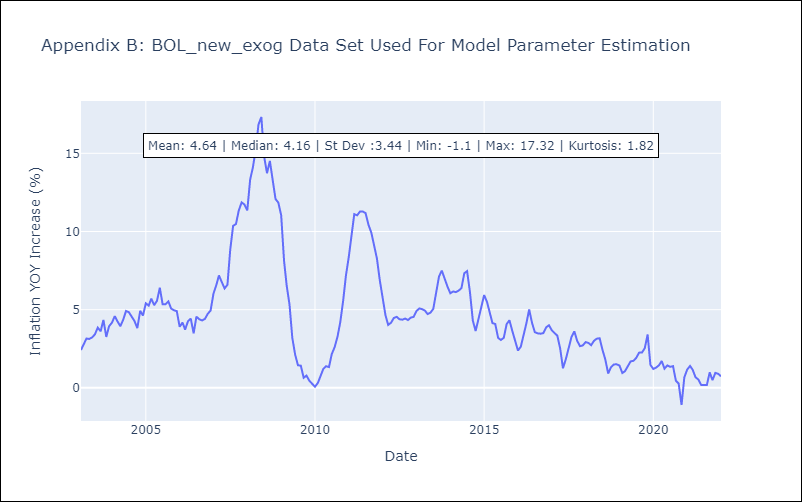 Appendix B: BOL_new_exog Data Set Used For Model Parameter Estimation
Mean: 4.64 | Median: 4.16 | St Dev :3.44 | Min: -1.1 | Max: 17.32 | Kurtosis: 1.82
Inflation YOY Increase (%)
15
10
5
0
2005 2010 2015 2020
Date